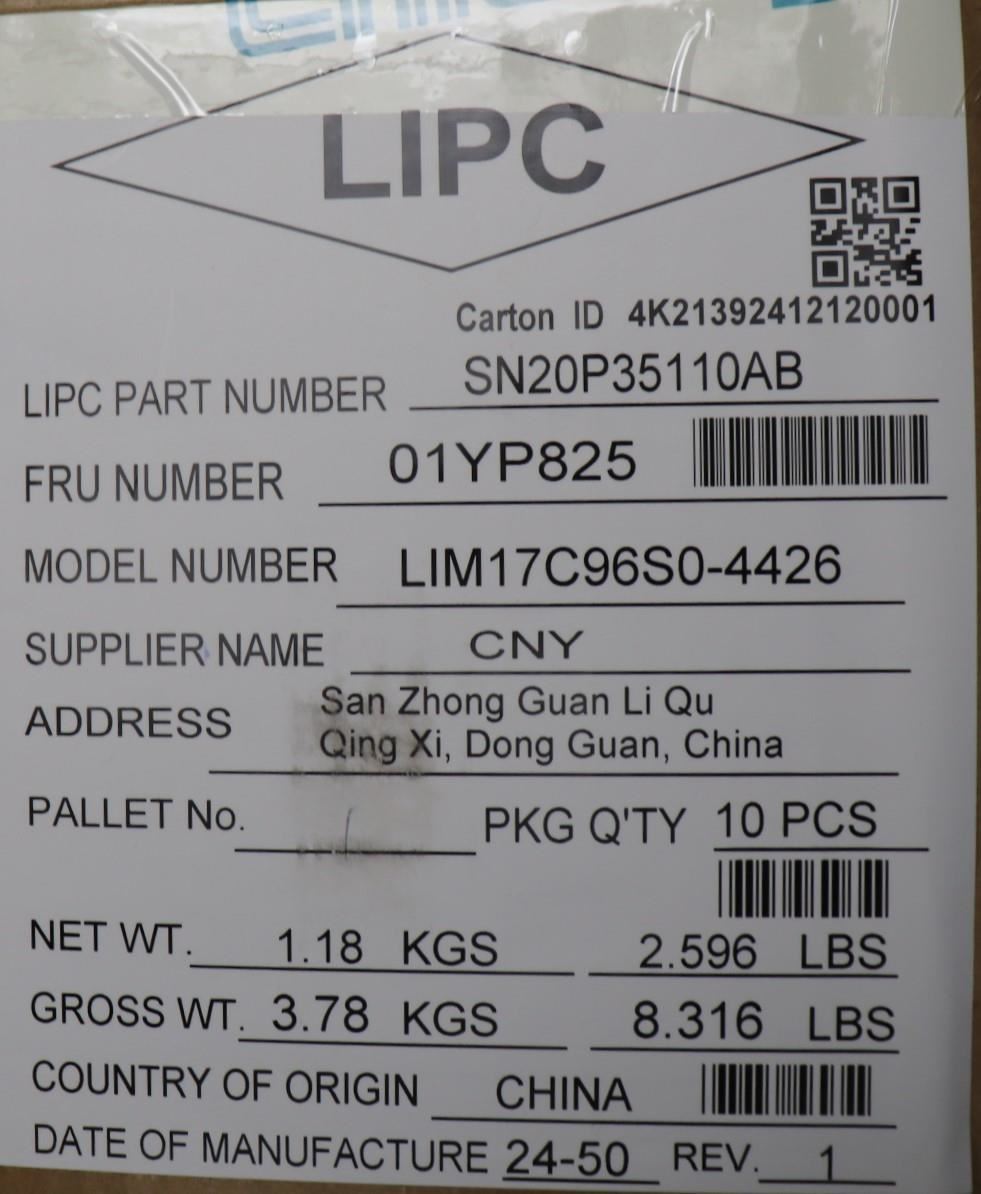 LIPC
Carton ID 4K21392412120001
LIPC PART NUMBER SN20P35110AB
FRU NUMBER 01YP825
MODEL NUMBER LIM17C96S0-4426
SUPPLIER NAME CNY
ADDRESS San Zhong Guan Li Qu
Qing Xi, Dong Guan, China
PALLET No. PKG Q'TY 10 PCS
NET WT. 1.18 KGS 2.596 LBS
GROSS WT. 3.78 KGS 8.316 LBS
COUNTRY OF ORIGIN CHINA
DATE OF MANUFACTURE 24-50 REV. 1